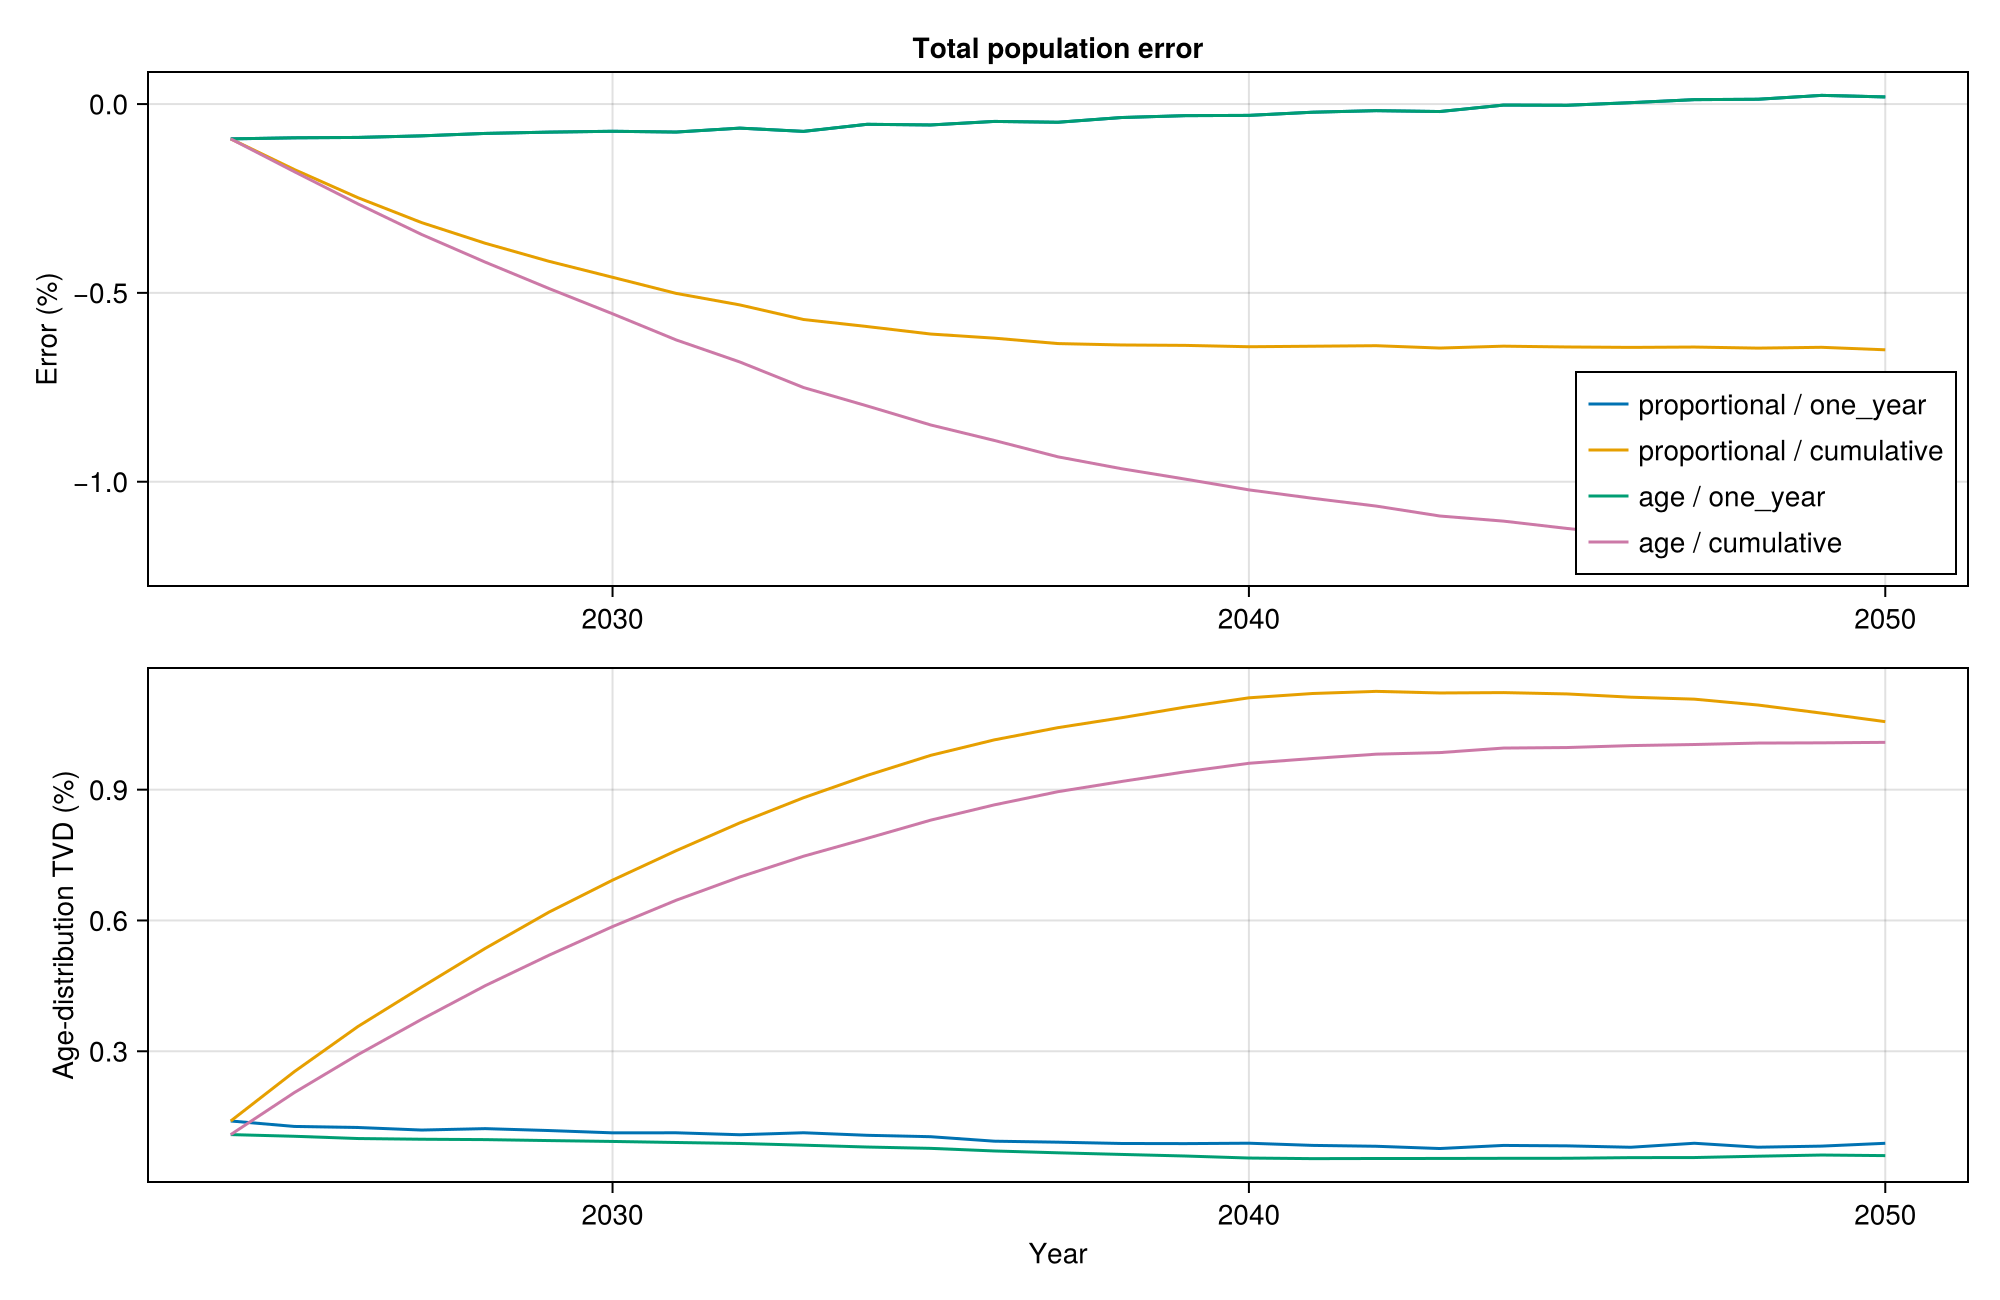 Total population error
0.0
−0.5
−1.0
Error (%)
proportional / one_year
proportional / cumulative
age / one_year
age / cumulative
2030 2040 2050
0.9
0.6
0.3
Age-distribution TVD (%)
2030 2040 2050
Year